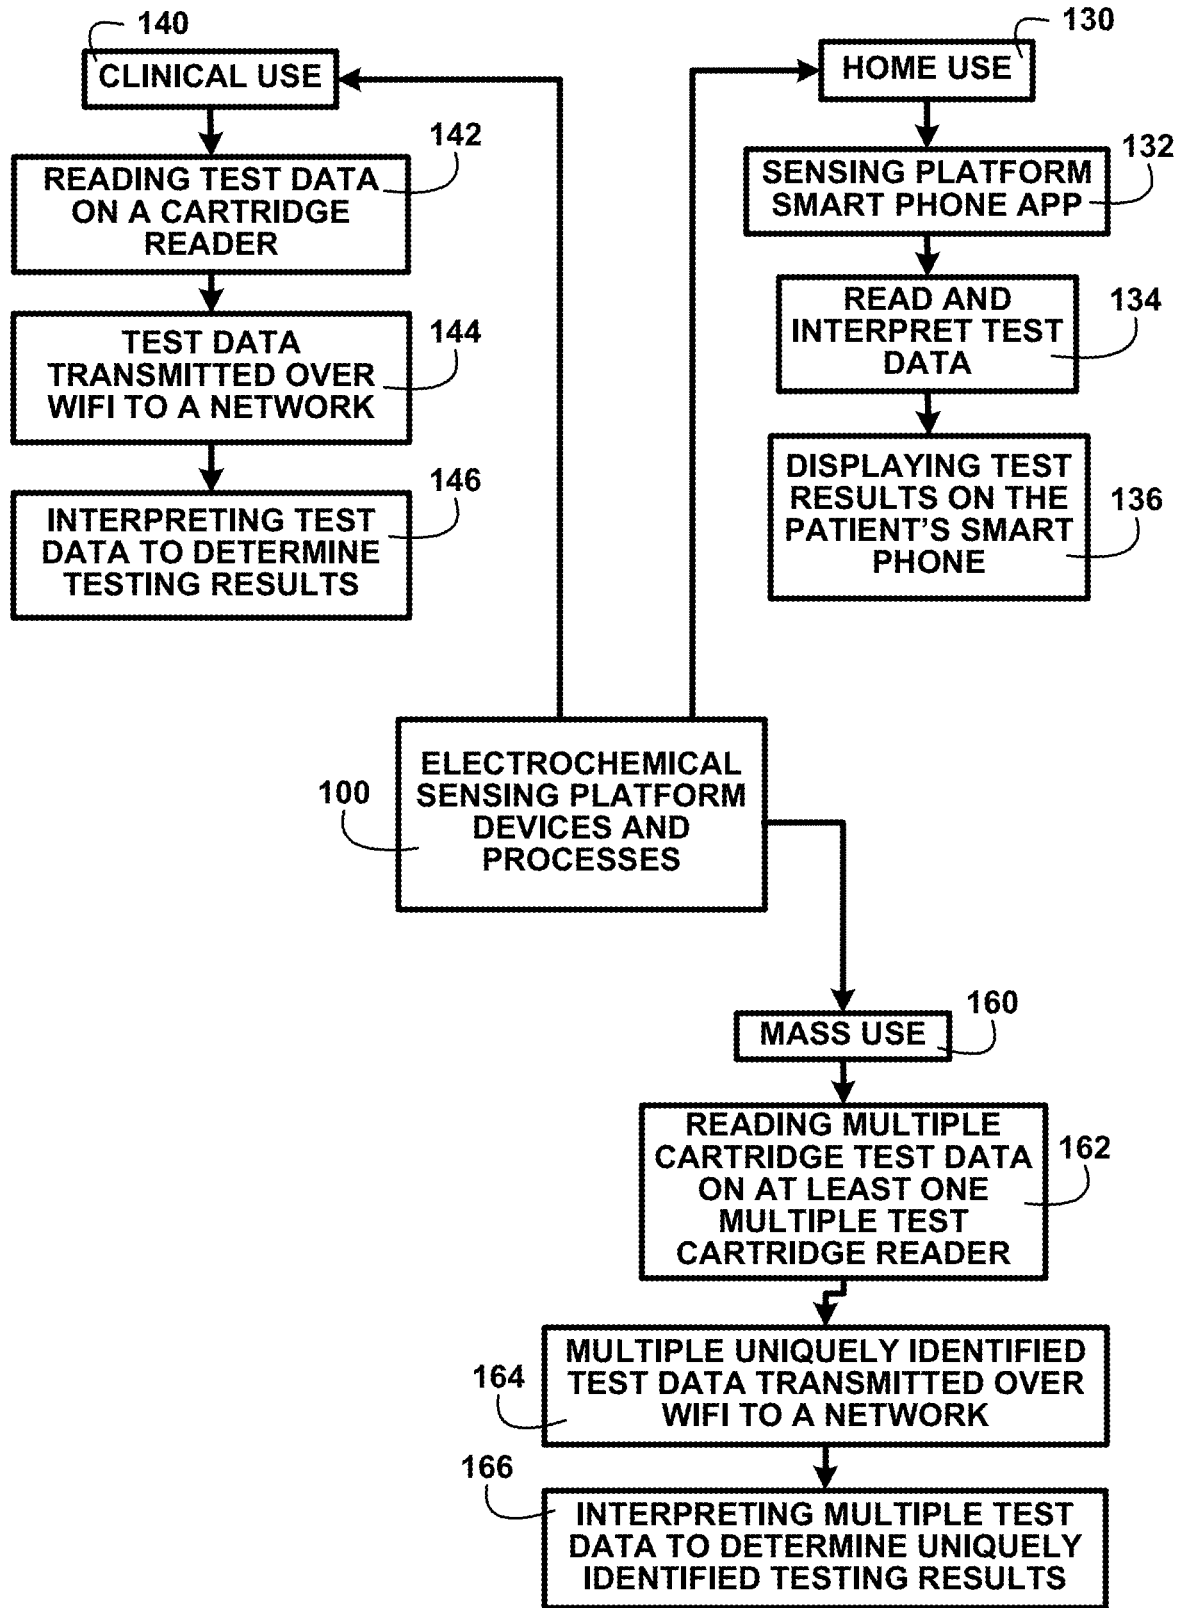 140
CLINICAL USE
142
READING TEST DATA
ON A CARTRIDGE
READER
144
TEST DATA
TRANSMITTED OVER
WIFI TO A NETWORK
146
INTERPRETING TEST
DATA TO DETERMINE
TESTING RESULTS
130
HOME USE
132
SENSING PLATFORM
SMART PHONE APP
134
READ AND
INTERPRET TEST
DATA
136
DISPLAYING TEST
RESULTS ON THE
PATIENT'S SMART
PHONE
100
ELECTROCHEMICAL
SENSING PLATFORM
DEVICES AND
PROCESSES
160
MASS USE
162
READING MULTIPLE
CARTRIDGE TEST DATA
ON AT LEAST ONE
MULTIPLE TEST
CARTRIDGE READER
164
MULTIPLE UNIQUELY IDENTIFIED
TEST DATA TRANSMITTED OVER
WIFI TO A NETWORK
166
INTERPRETING MULTIPLE TEST
DATA TO DETERMINE UNIQUELY
IDENTIFIED TESTING RESULTS